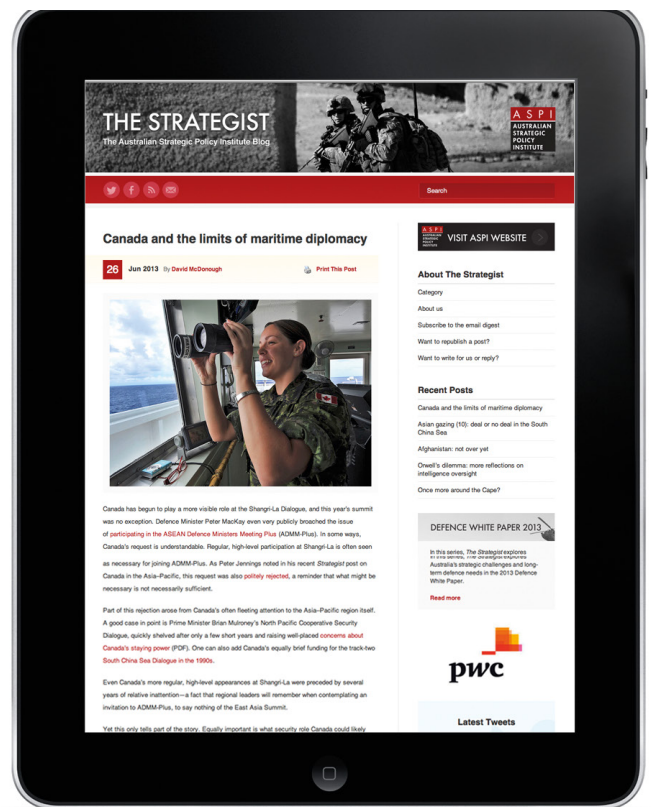 THE STRATEGIST
The Australian Strategic Policy Institute Blog
ASPI
AUSTRALIAN
STRATEGIC
POLICY
INSTITUTE
Search
Canada and the limits of maritime diplomacy
26 Jun 2013 By David McDonough Print This Post
Canada has begun to play a more visible role at the Shangri-La Dialogue, and this year's summit
was no exception. Defence Minister Peter MacKay even very publicly broached the issue
of participating in the ASEAN Defence Ministers Meeting Plus (ADMM-Plus). In some ways,
Canada's request is understandable. Regular, high-level participation at Shangri-La is often seen
as necessary for joining ADMM-Plus. As Peter Jennings noted in his recent Strategist post on
Canada in the Asia–Pacific, this request was also politely rejected, a reminder that what might be
necessary is not necessarily sufficient.
Part of this rejection arose from Canada's often fleeting attention to the Asia–Pacific region itself.
A good case in point is Prime Minister Brian Mulroney's North Pacific Cooperative Security
Dialogue, quickly shelved after only a few short years and raising well-placed concerns about
Canada's staying power (PDF). One can also add Canada's equally brief funding for the track-two
South China Sea Dialogue in the 1990s.
Even Canada's more regular, high-level appearances at Shangri-La were preceded by several
years of relative inattention—a fact that regional leaders will remember when contemplating an
invitation to ADMM-Plus, to say nothing of the East Asia Summit.
Yet this only tells part of the story. Equally important is what security role Canada could likely
ASPI
AUSTRALIAN
STRATEGIC
POLICY
INSTITUTE
VISIT ASPI WEBSITE
About The Strategist
Category
About us
Subscribe to the email digest
Want to republish a post?
Want to write for us or reply?
Recent Posts
Canada and the limits of maritime diplomacy
Asian gazing (10): deal or no deal in the South
China Sea
Afghanistan: not over yet
Orwell's dilemma: more reflections on
intelligence oversight
Once more around the Cape?
DEFENCE WHITE PAPER 2013
In this series, The Strategist explores
in this series, The Strategist explores
Australia's strategic challenges and long-
term defence needs in the 2013 Defence
White Paper.
Read more
pwc
Latest Tweets